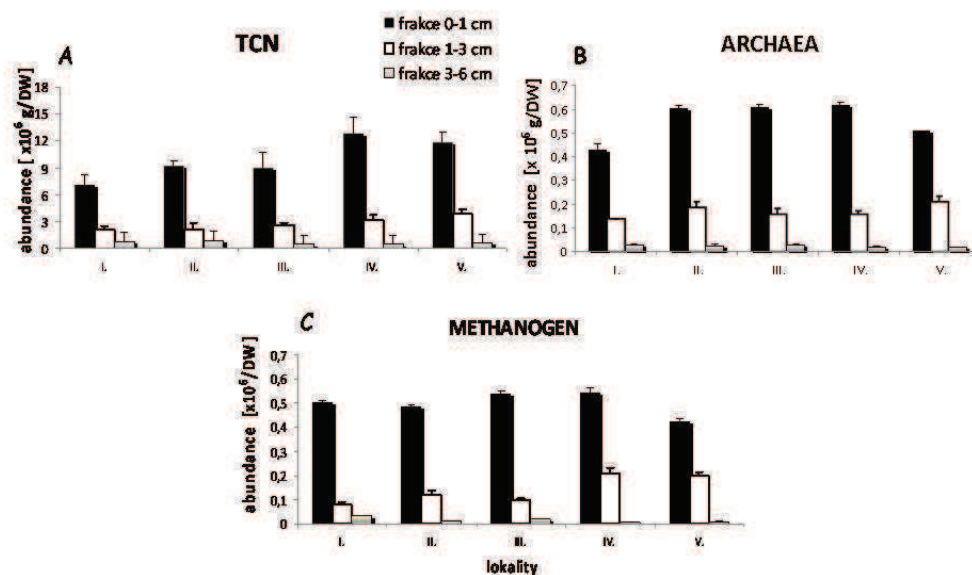 TCN
A
frakce 0-1 cm
frakce 1-3 cm
frakce 3-6 cm
abundance [ x10⁶ g/DW]
18
15
12
9
6
3
0
I.
II.
III.
IV.
V.
ARCHAEA
B
abundance [x 10⁶ g/DW]
0,7
0,6
0,5
0,4
0,3
0,2
0,1
0
I.
II.
III.
IV.
V.
METHANOGEN
C
abundance [x10⁶/DW]
0,7
0,6
0,5
0,4
0,3
0,2
0,1
0
I.
II.
III.
IV.
V.
lokality